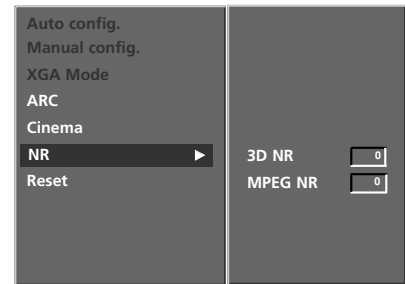 Auto config.
Manual config.
XGA Mode
ARC
Cinema
NR
Reset
3D NR 0
MPEG NR 0